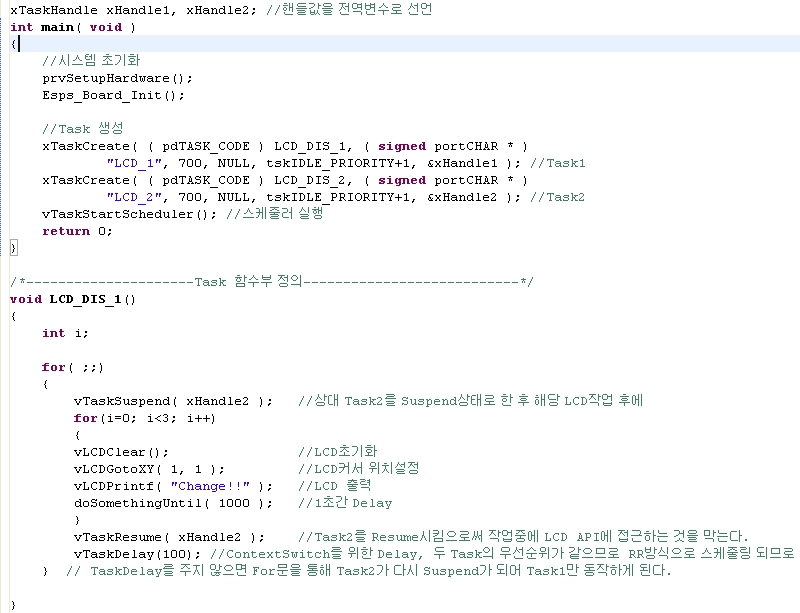 xTaskHandle xHandle1, xHandle2; //핸들값을 전역변수로 선언
int main( void )
{
    //시스템 초기화
    prvSetupHardware();
    Esps_Board_Init();

    //Task 생성
    xTaskCreate( ( pdTASK_CODE ) LCD_DIS_1, ( signed portCHAR * )
            "LCD_1", 700, NULL, tskIDLE_PRIORITY+1, &xHandle1 ); //Task1
    xTaskCreate( ( pdTASK_CODE ) LCD_DIS_2, ( signed portCHAR * )
            "LCD_2", 700, NULL, tskIDLE_PRIORITY+1, &xHandle2 ); //Task2
    vTaskStartScheduler(); //스케줄러 실행
    return 0;
}

/*---------------------Task 함수부 정의---------------------------*/
void LCD_DIS_1()
{
    int i;

    for( ;;)
    {
        vTaskSuspend( xHandle2 );   //상대 Task2를 Suspend상태로 한 후 해당 LCD작업 후에
        for(i=0; i<3; i++)
        {
        vLCDClear();                //LCD초기화
        vLCDGotoXY( 1, 1 );         //LCD커서 위치설정
        vLCDPrintf( "Change!!" );   //LCD 출력
        doSomethingUntil( 1000 );   //1초간 Delay
        }
        vTaskResume( xHandle2 );    //Task2를 Resume시킴으로써 작업중에 LCD API에 접근하는 것을 막는다.
        vTaskDelay(100); //ContextSwitch를 위한 Delay, 두 Task의 우선순위가 같으므로 RR방식으로 스케줄링 되므로
    }  // TaskDelay를 주지 않으면 For문을 통해 Task2가 다시 Suspend가 되어 Task1만 동작하게 된다.

}